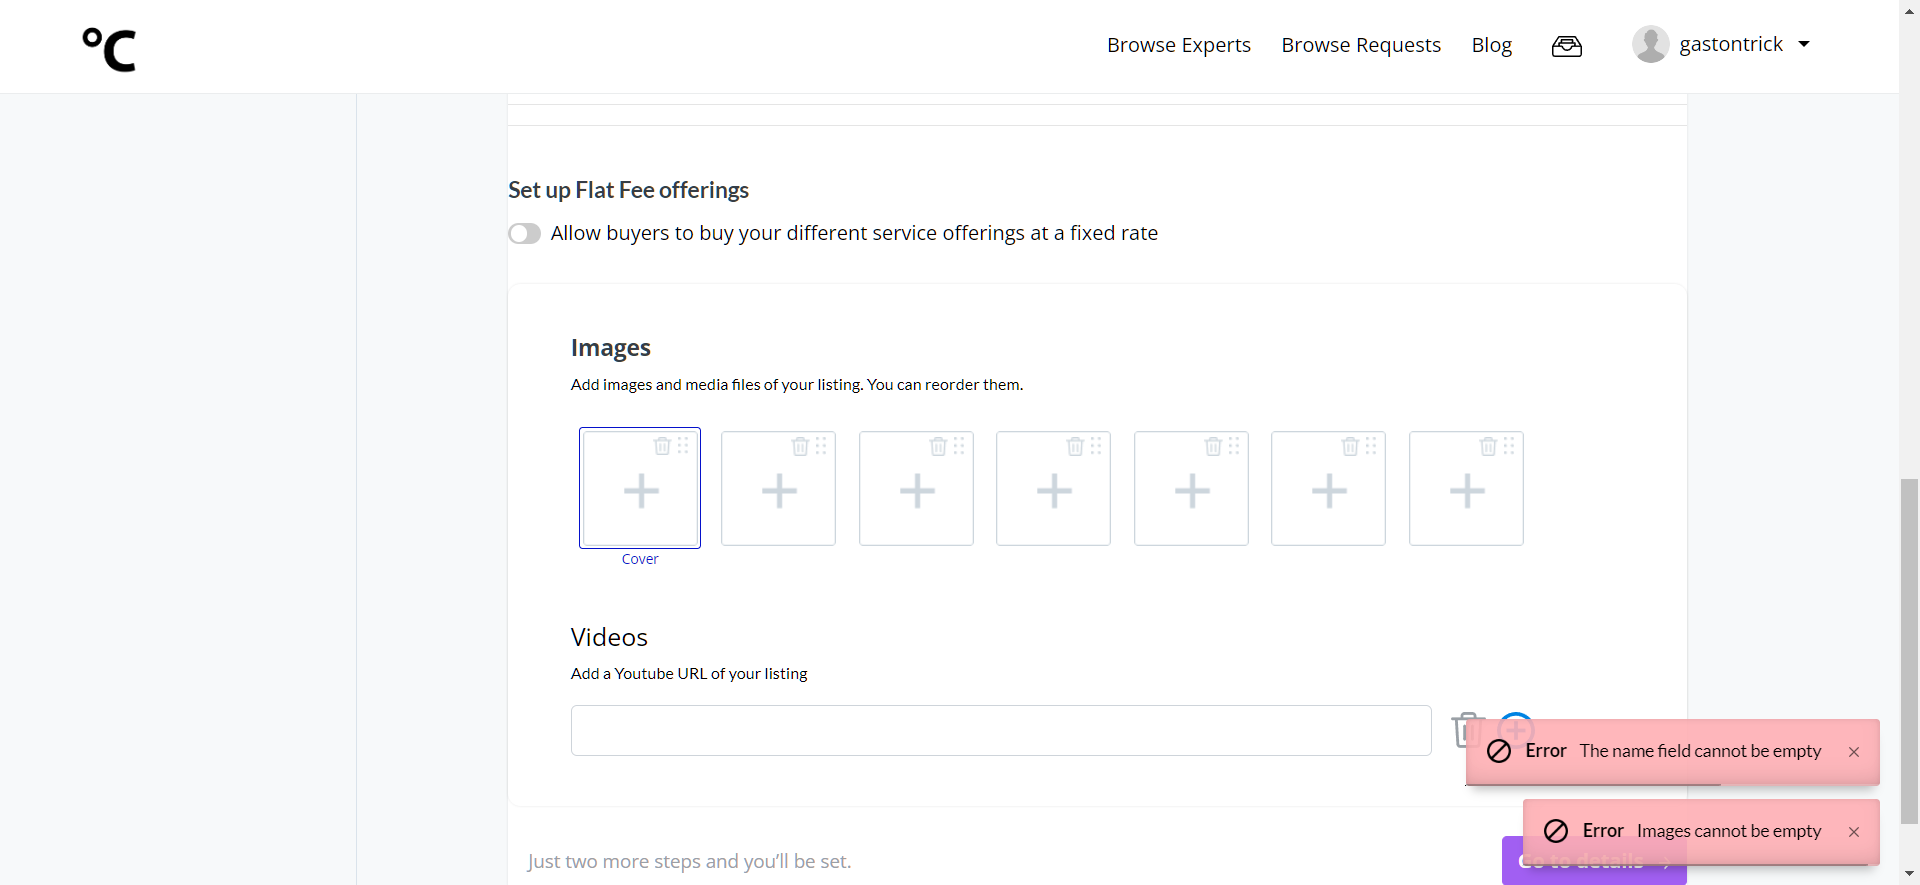 °C
Browse Experts Browse Requests Blog gastontrick
Set up Flat Fee offerings
Allow buyers to buy your different service offerings at a fixed rate
Images
Add images and media files of your listing. You can reorder them.
Cover
Videos
Add a Youtube URL of your listing
Error The name field cannot be empty ×
Error Images cannot be empty ×
Just two more steps and you’ll be set.
Go to details →